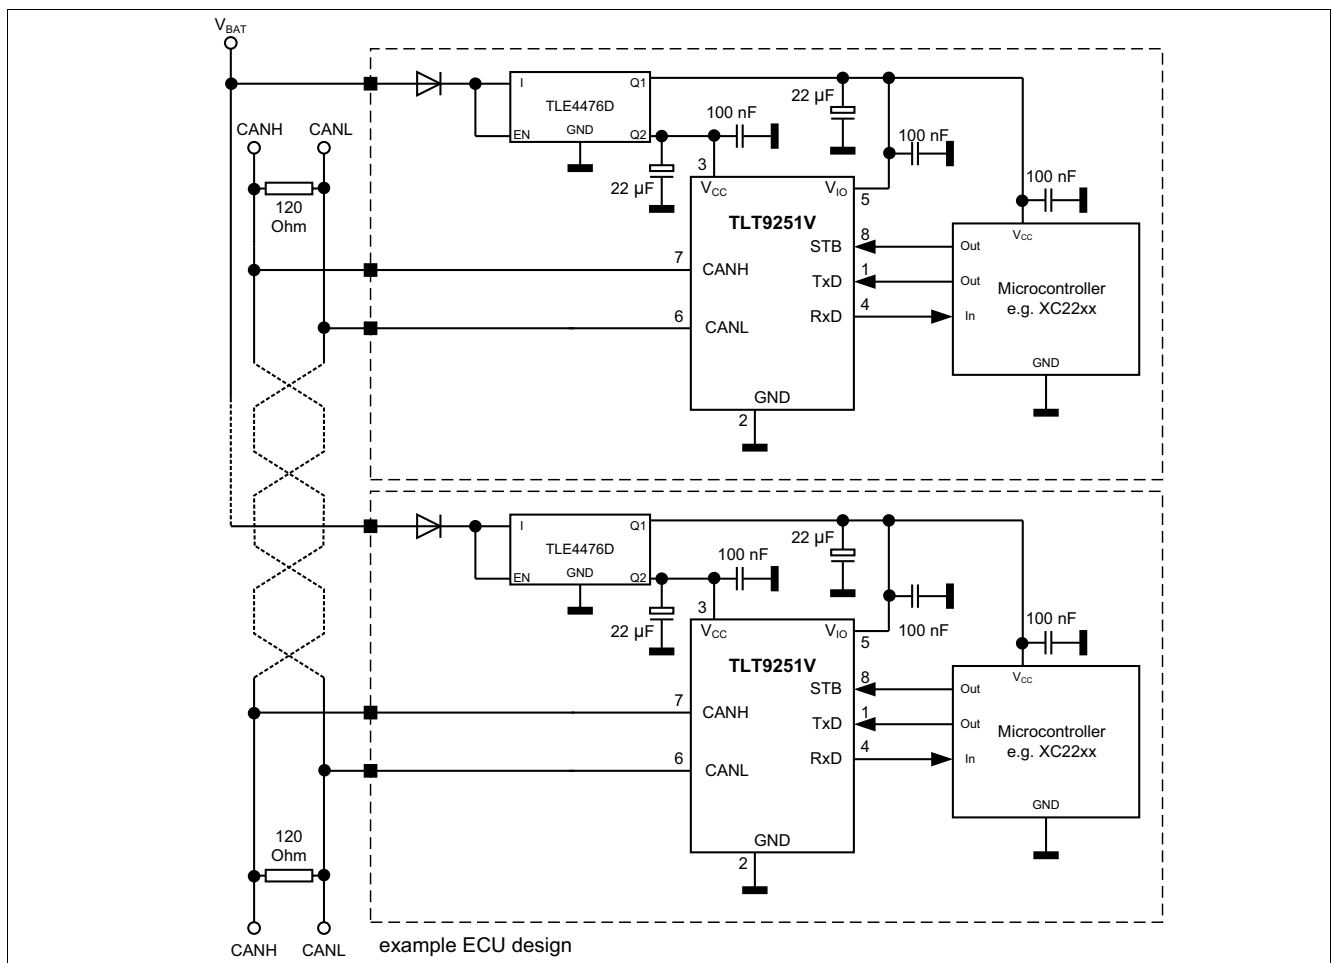 VBAT
CANH
CANL
120
Ohm
I
Q1
TLE4476D
EN
GND
Q2
22 µF
100 nF
22 µF
100 nF
100 nF
3
VCC
VIO
5
TLT9251V
STB
8
Out
VCC
7
CANH
TxD
1
Out
Microcontroller
e.g. XC22xx
RxD
4
In
6
CANL
GND
GND
2
I
Q1
TLE4476D
EN
GND
Q2
22 µF
100 nF
22 µF
100 nF
100 nF
3
VCC
VIO
5
TLT9251V
STB
8
Out
VCC
7
CANH
TxD
1
Out
Microcontroller
e.g. XC22xx
RxD
4
In
6
CANL
GND
GND
2
120
Ohm
CANH
CANL
example ECU design